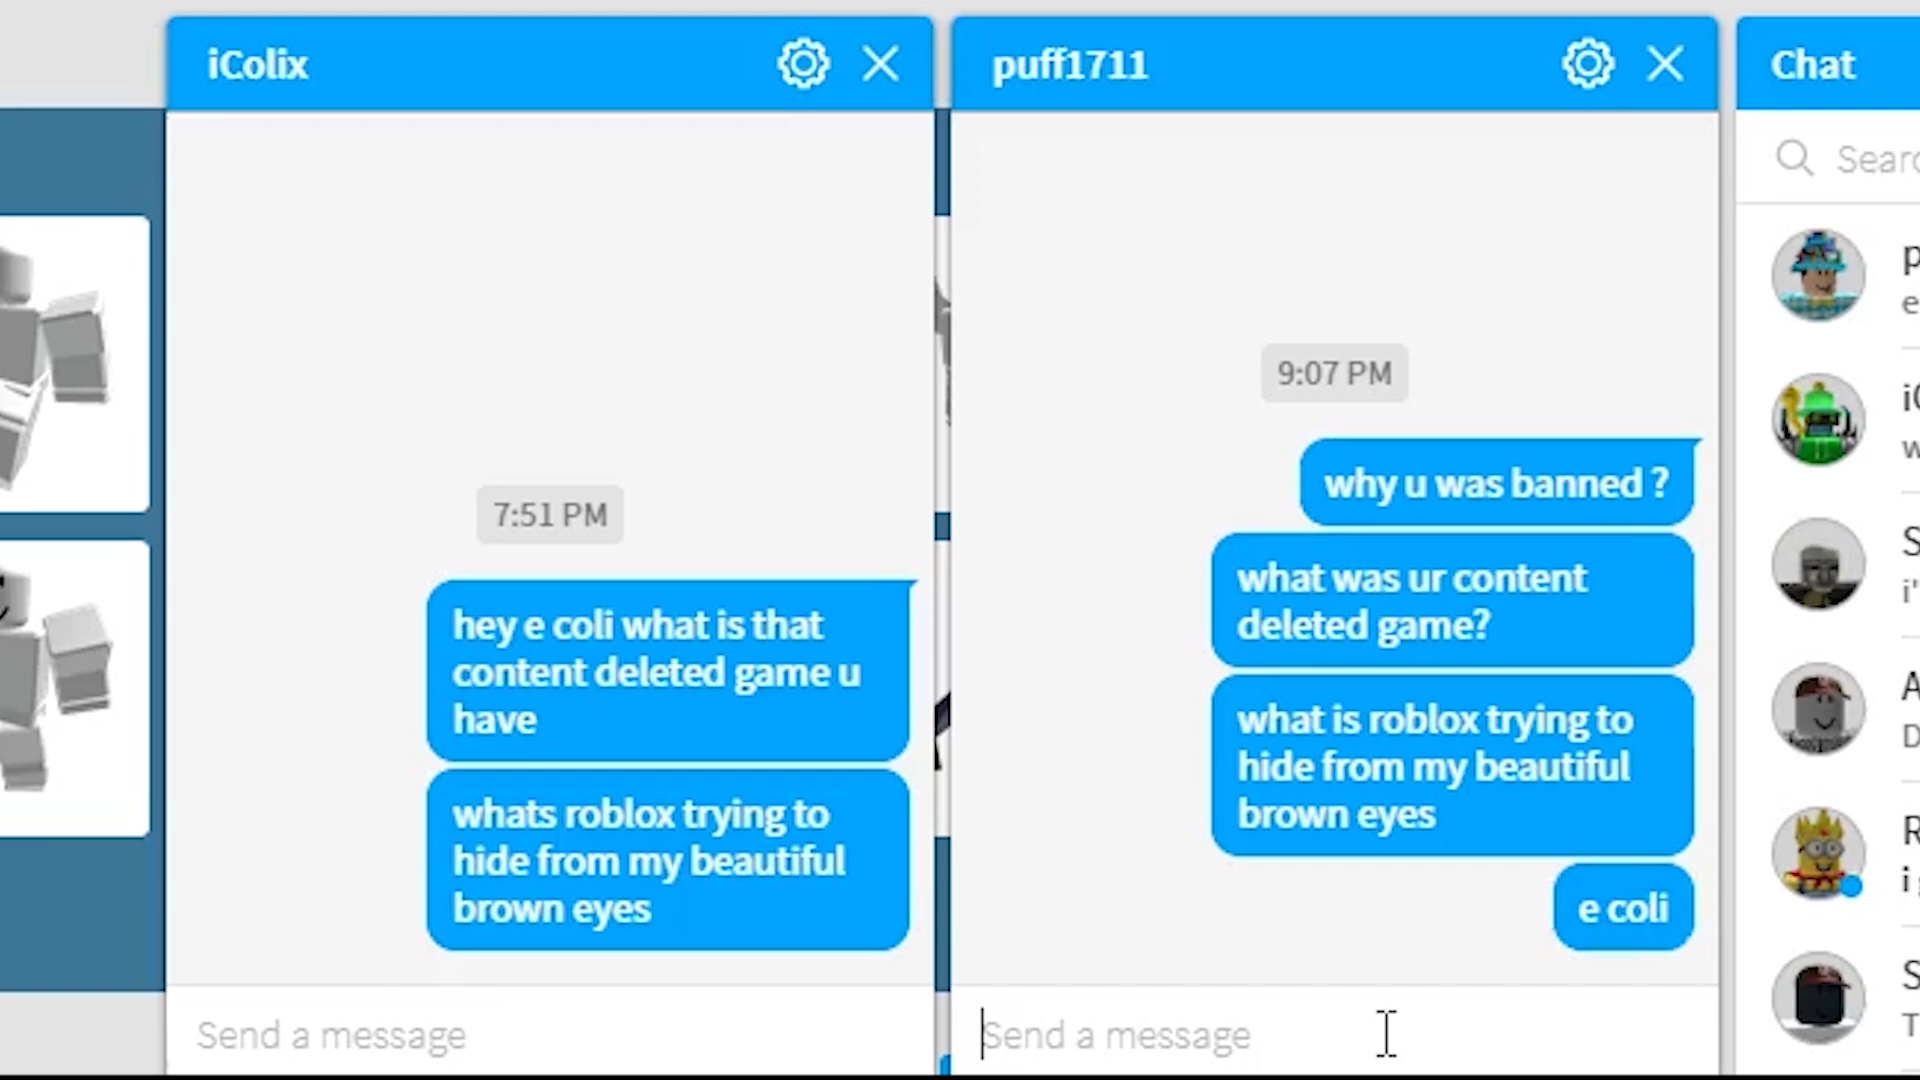 iColix
7:51 PM
hey e coli what is that
content deleted game u
have
whats roblox trying to
hide from my beautiful
brown eyes
Send a message
puff1711
9:07 PM
why u was banned ?
what was ur content
deleted game?
what is roblox trying to
hide from my beautiful
brown eyes
e coli
Send a message
Chat